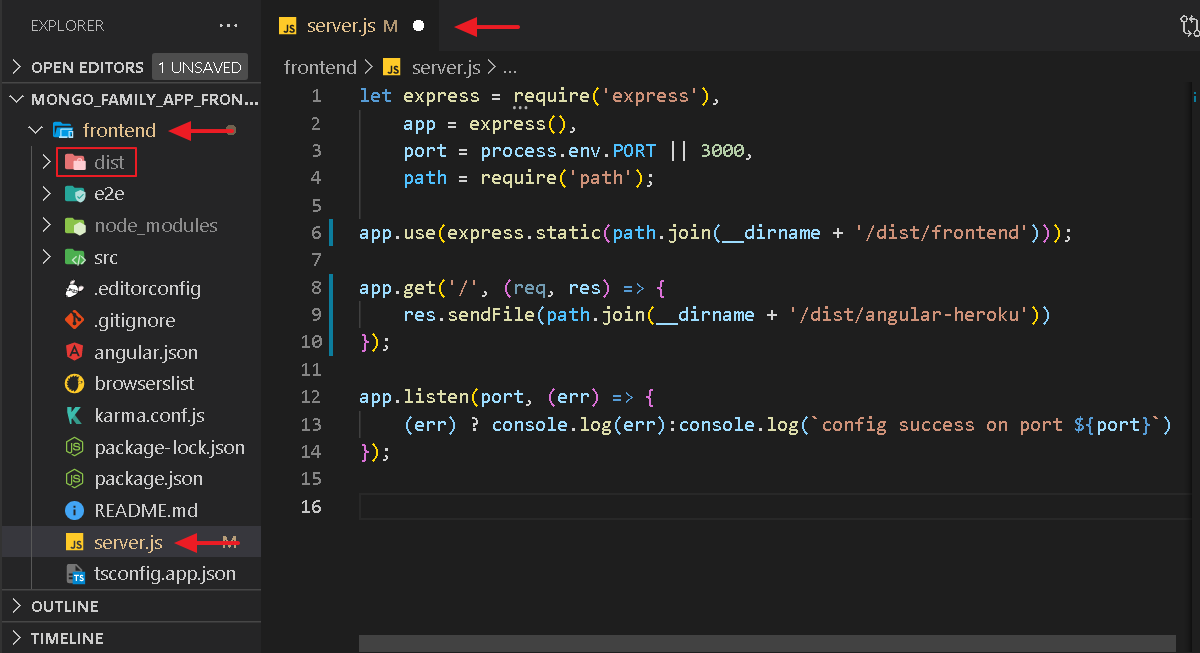 EXPLORER
OPEN EDITORS 1 UNSAVED
MONGO_FAMILY_APP_FRON...
frontend
dist
e2e
node_modules
src
.editorconfig
.gitignore
angular.json
browserslist
karma.conf.js
package-lock.json
package.json
README.md
server.js M
tsconfig.app.json
OUTLINE
TIMELINE
JS server.js M
frontend > JS server.js > ...
1 let express = require('express'),
2     app = express(),
3     port = process.env.PORT || 3000,
4     path = require('path');
5
6 app.use(express.static(path.join(__dirname + '/dist/frontend')));
7
8 app.get('/', (req, res) => {
9     res.sendFile(path.join(__dirname + '/dist/angular-heroku'))
10 });
11
12 app.listen(port, (err) => {
13     (err) ? console.log(err):console.log(`config success on port ${port}`)
14 });
15
16